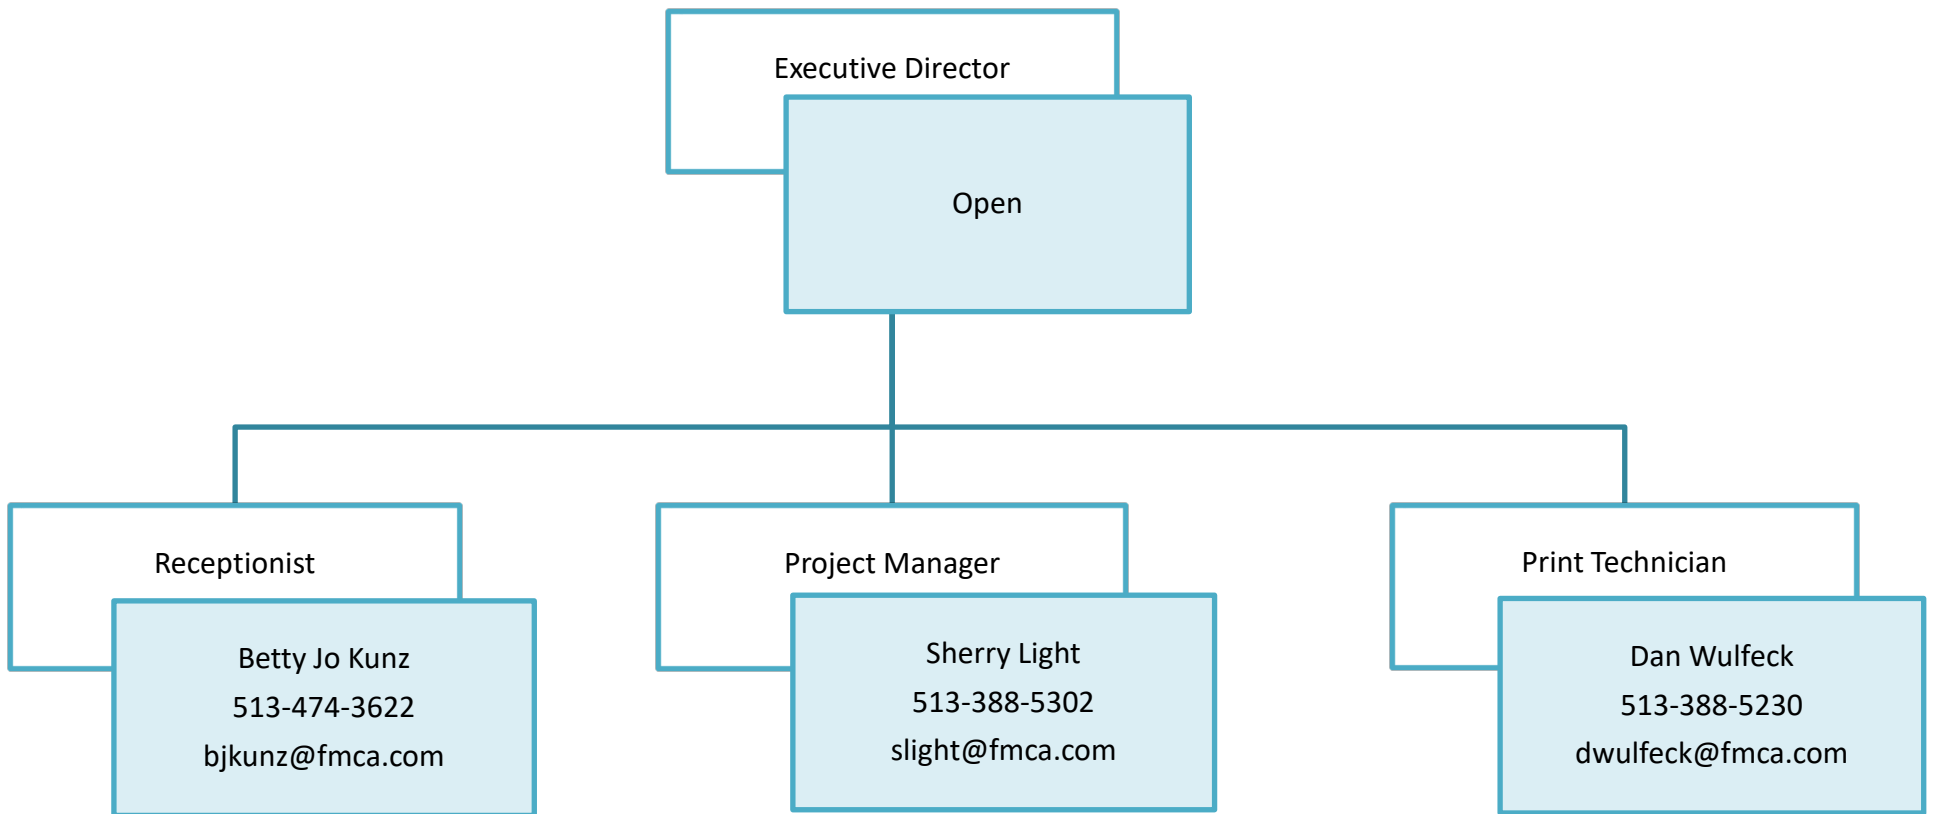 Executive Director
Open
Receptionist
Betty Jo Kunz
513-474-3622
bjkunz@fmca.com
Project Manager
Sherry Light
513-388-5302
slight@fmca.com
Print Technician
Dan Wulfeck
513-388-5230
dwulfeck@fmca.com